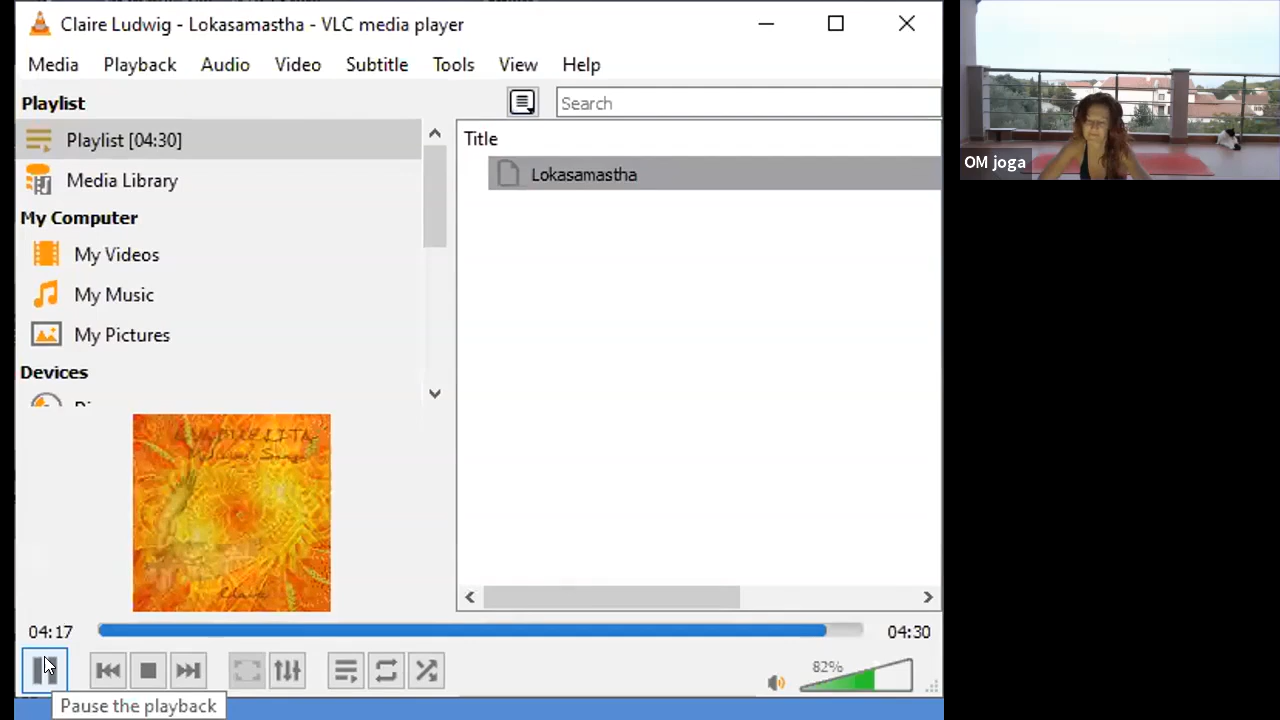 Claire Ludwig - Lokasamastha - VLC media player
Media Playback Audio Video Subtitle Tools View Help
Playlist
Search
Playlist [04:30]
Title
Media Library
Lokasamastha
My Computer
My Videos
My Music
My Pictures
Devices
04:17
04:30
82%
Pause the playback
OM joga